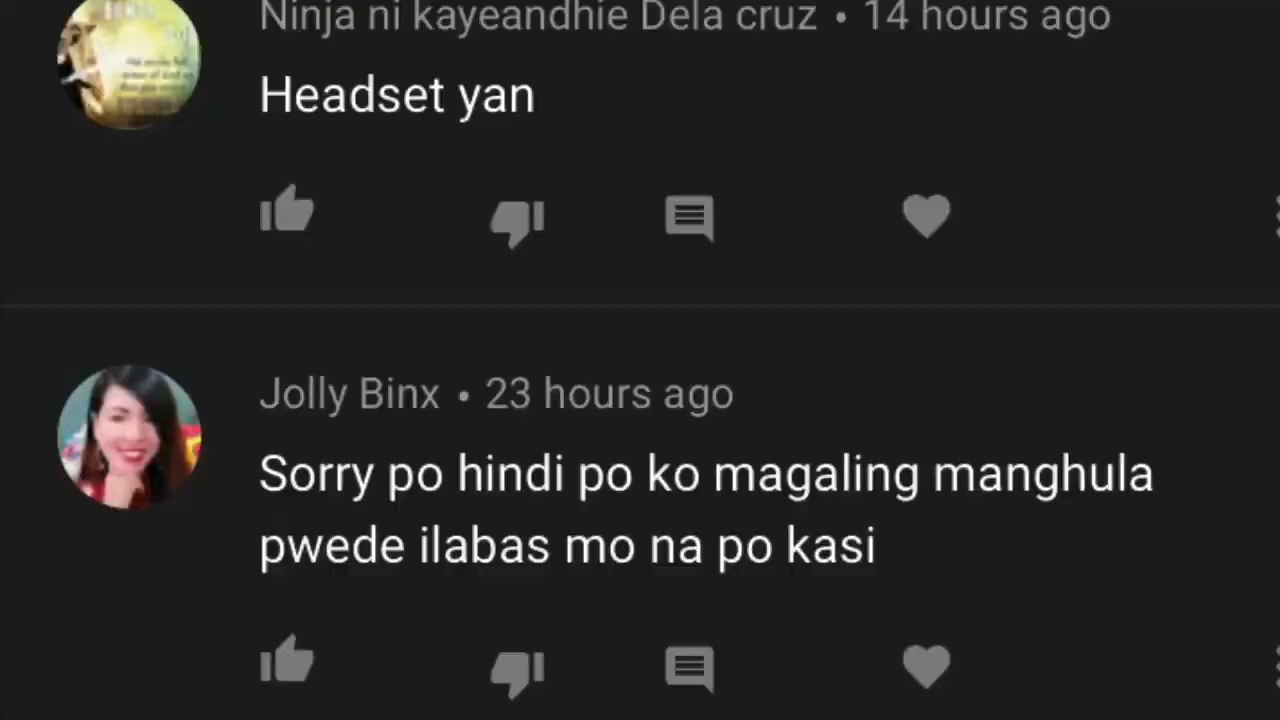 Ninja ni kayeandhie Dela cruz • 14 hours ago
Headset yan
Jolly Binx • 23 hours ago
Sorry po hindi po ko magaling manghula
pwede ilabas mo na po kasi